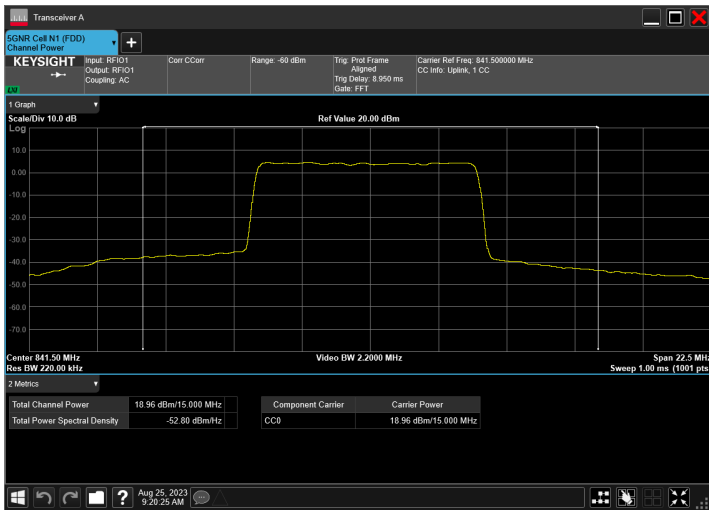 Transceiver A
5GNR Cell N1 (FDD)
Channel Power
KEYSIGHT
LXI
Input: RFIO1
Output: RFIO1
Coupling: AC
Corr CCorr
Range: -60 dBm
Trig: Prot Frame
Aligned
Trig Delay: 8.950 ms
Gate: FFT
Carrier Ref Freq: 841.500000 MHz
CC Info: Uplink, 1 CC
1 Graph
Scale/Div 10.0 dB
Ref Value 20.00 dBm
Log
10.0
0.00
-10.0
-20.0
-30.0
-40.0
-50.0
-60.0
-70.0
Center 841.50 MHz
Video BW 2.2000 MHz
Span 22.5 MHz
Res BW 220.00 kHz
Sweep 1.00 ms (1001 pts
2 Metrics
Total Channel Power 18.96 dBm/15.000 MHz
Total Power Spectral Density -52.80 dBm/Hz
Component Carrier Carrier Power
CC0 18.96 dBm/15.000 MHz
Aug 25, 2023
9:20:25 AM